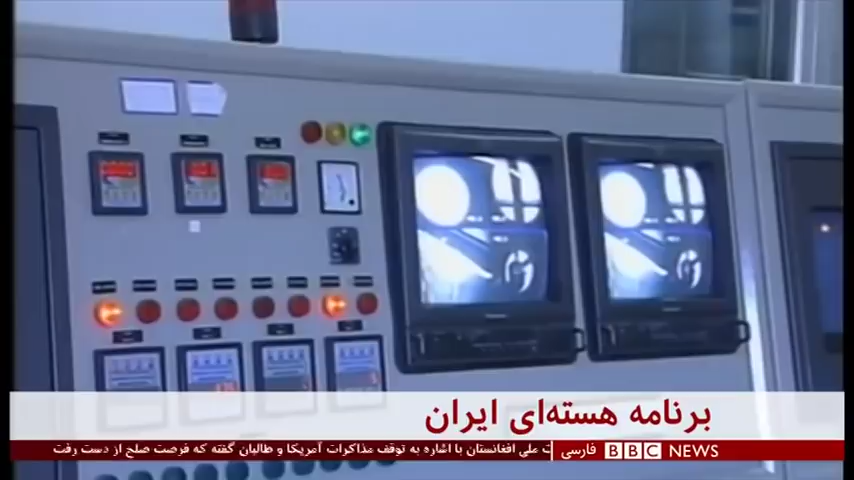 برنامه هسته‌ای ایران
ت ملی افغانستان با اشاره به توقف مذاکرات آمریکا و طالبان گفته که فرصت صلح از دست رفت
BBC NEWS فارسی